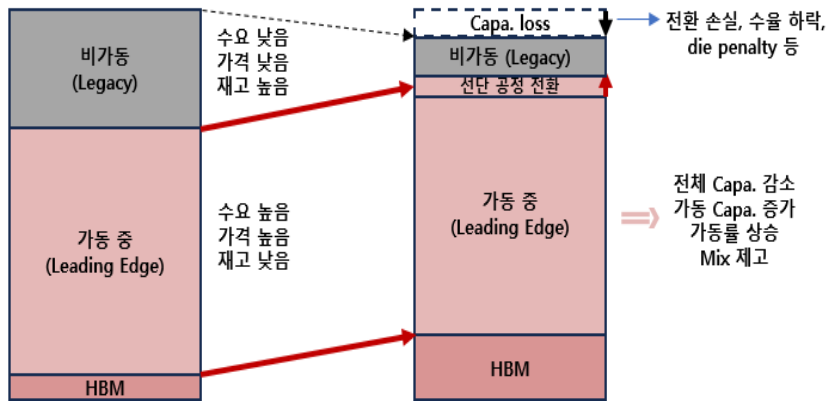 비가동
(Legacy)
수요 낮음
가격 낮음
재고 높음
가동 중
(Leading Edge)
수요 높음
가격 높음
재고 낮음
HBM
Capa. loss
비가동 (Legacy)
선단 공정 전환
가동 중
(Leading Edge)
HBM
전환 손실, 수율 하락,
die penalty 등
전체 Capa. 감소
가동 Capa. 증가
가동률 상승
Mix 제고